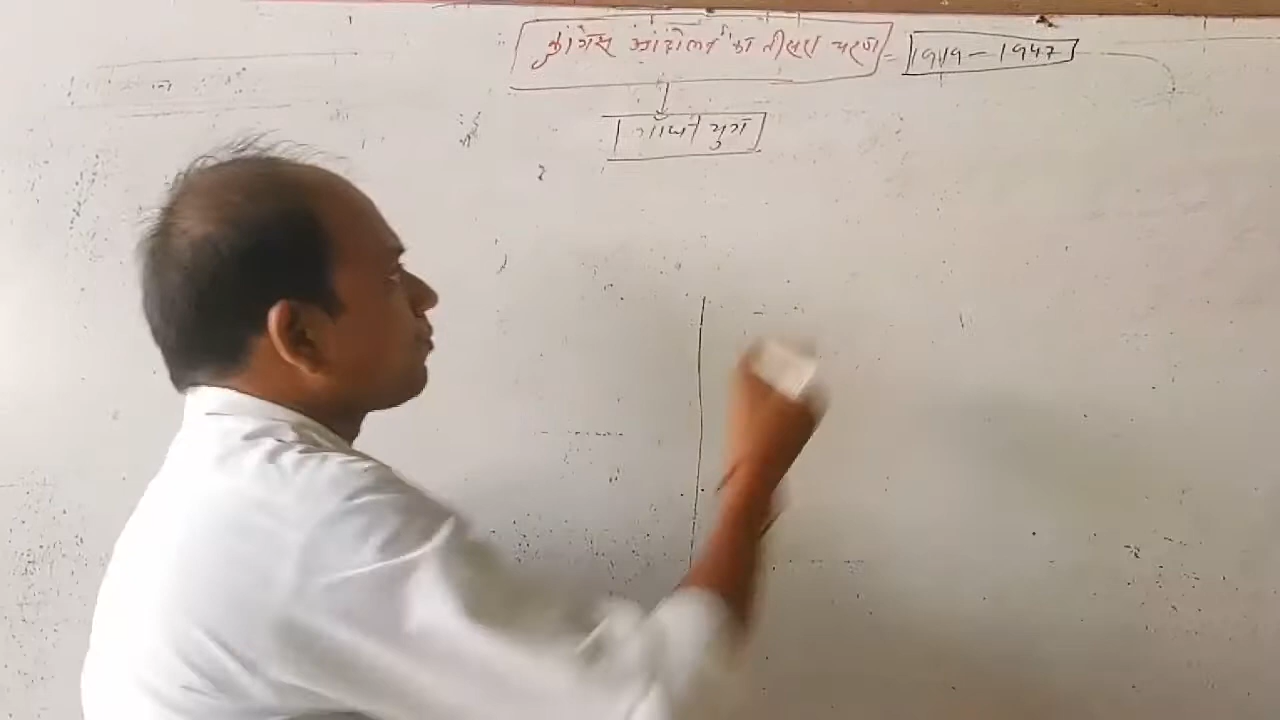 कांग्रेस आंदोलन का तीसरा चरण = 1919 - 1947
गांधी युग